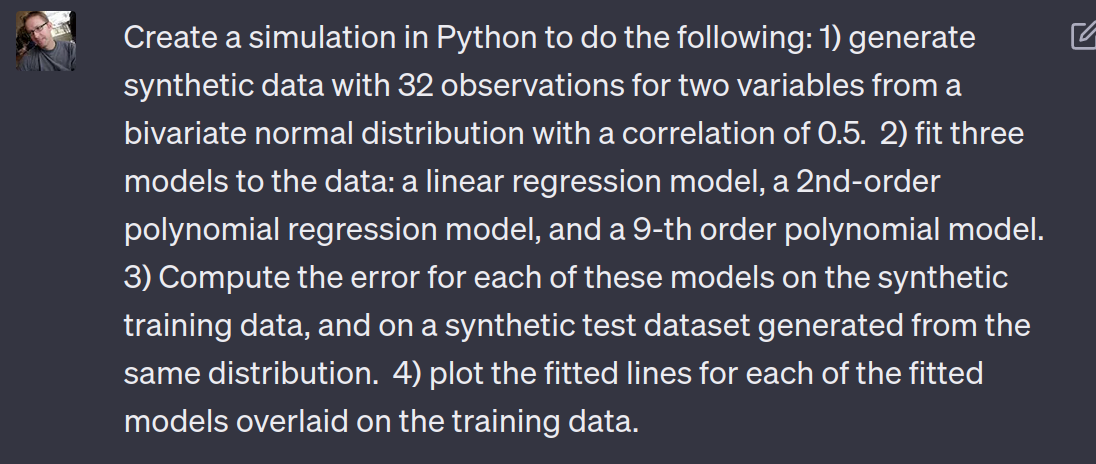 Create a simulation in Python to do the following: 1) generate
synthetic data with 32 observations for two variables from a
bivariate normal distribution with a correlation of 0.5.  2) fit three
models to the data: a linear regression model, a 2nd-order
polynomial regression model, and a 9-th order polynomial model.
3) Compute the error for each of these models on the synthetic
training data, and on a synthetic test dataset generated from the
same distribution.  4) plot the fitted lines for each of the fitted
models overlaid on the training data.